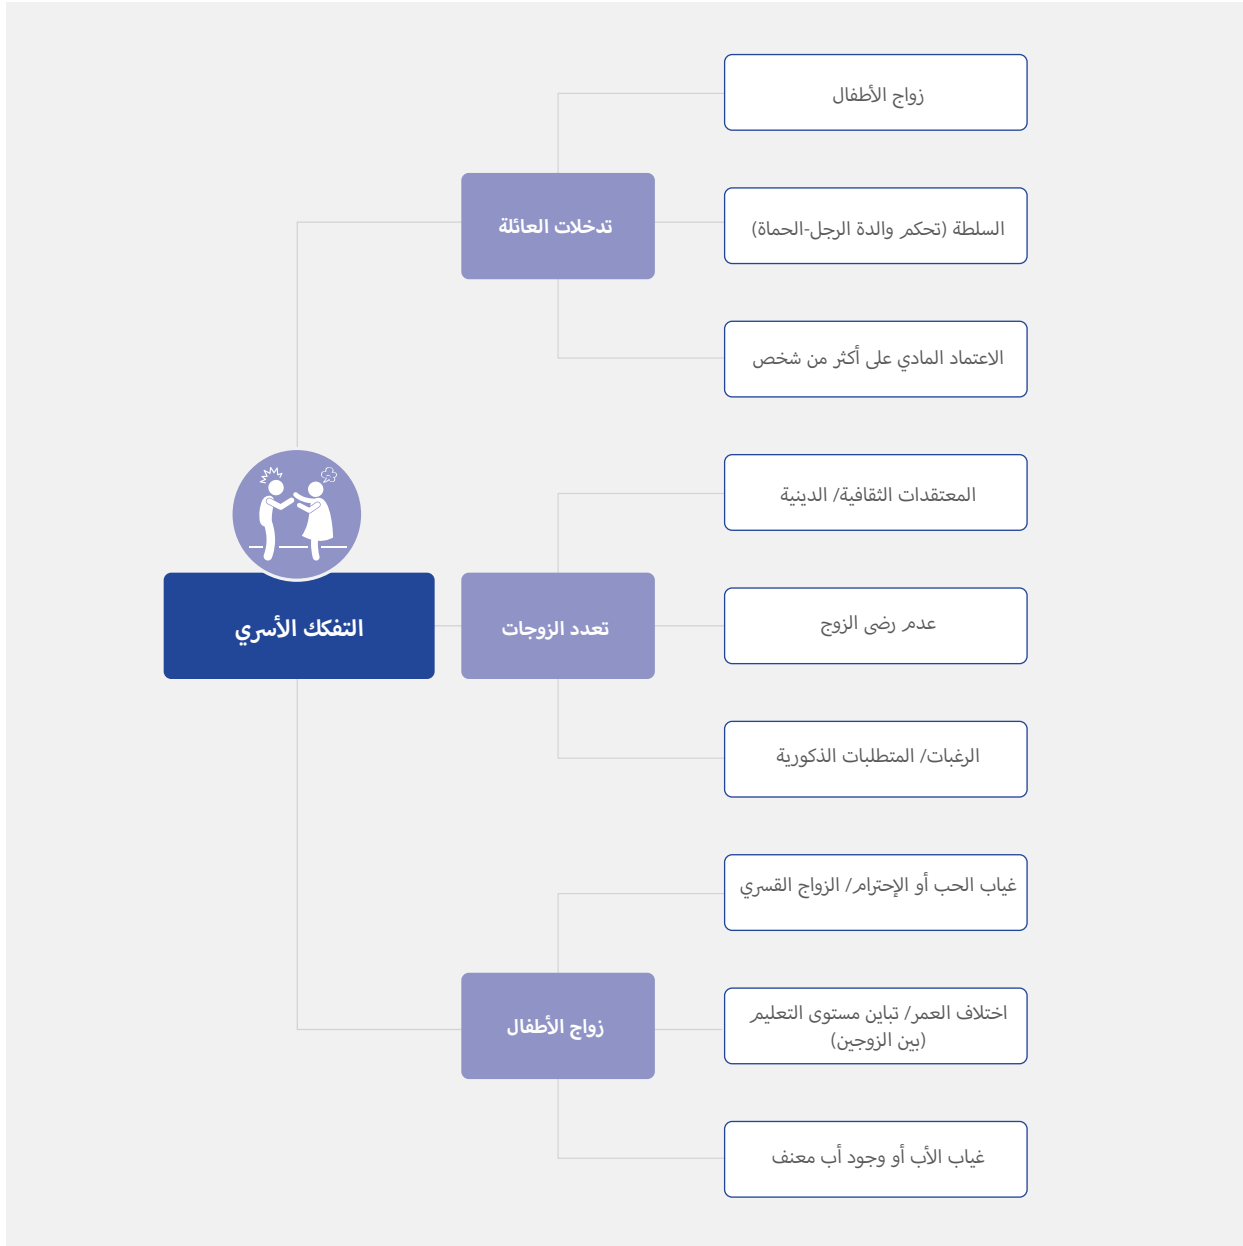 زواج الأطفال
تدخلات العائلة
السلطة (تحكم والدة الرجل-الحماة)
الاعتماد المادي على أكثر من شخص
المعتقدات الثقافية/ الدينية
التفكك الأسري
تعدد الزوجات
عدم رضى الزوج
الرغبات/ المتطلبات الذكورية
غياب الحب أو الإحترام/ الزواج القسري
زواج الأطفال
اختلاف العمر/ تباين مستوى التعليم
(بين الزوجين)
غياب الأب أو وجود أب معنف